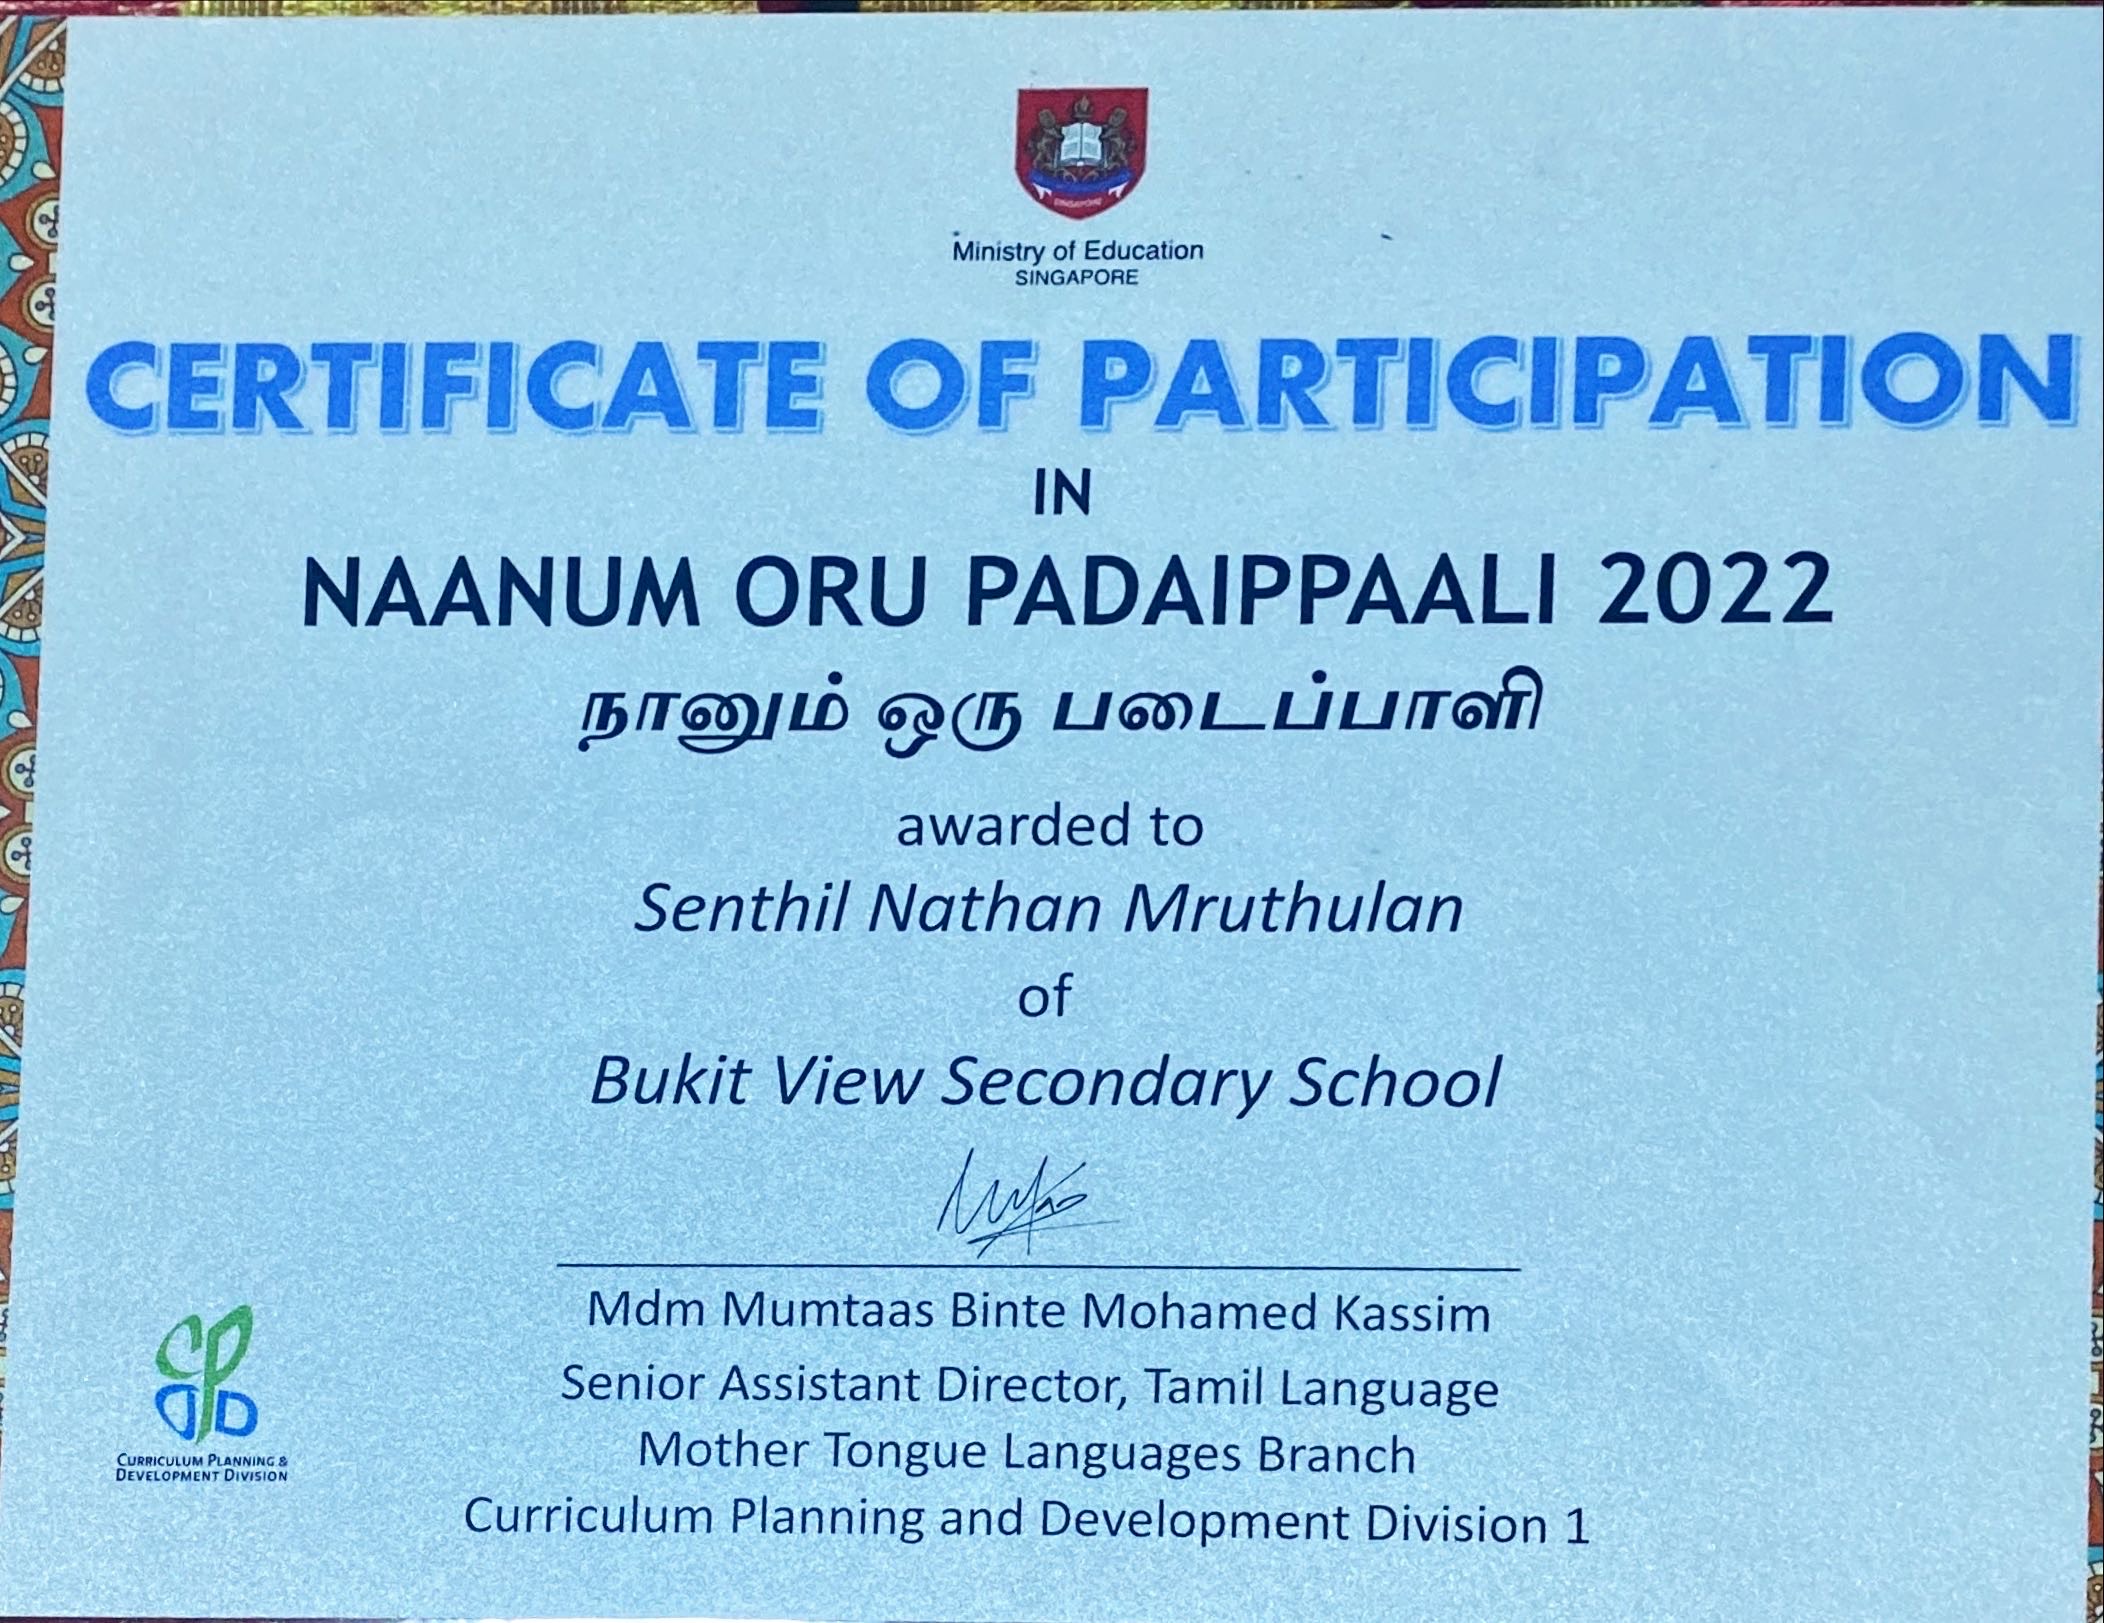 SINGAPORE
Ministry of Education
SINGAPORE
CERTIFICATE OF PARTICIPATION
IN
NAANUM ORU PADAIPPAALI 2022
நானும் ஒரு படைப்பாளி
awarded to
Senthil Nathan Mruthulan
of
Bukit View Secondary School
Mdm Mumtaas Binte Mohamed Kassim
Senior Assistant Director, Tamil Language
Mother Tongue Languages Branch
Curriculum Planning and Development Division 1
CPDD
CURRICULUM PLANNING &
DEVELOPMENT DIVISION